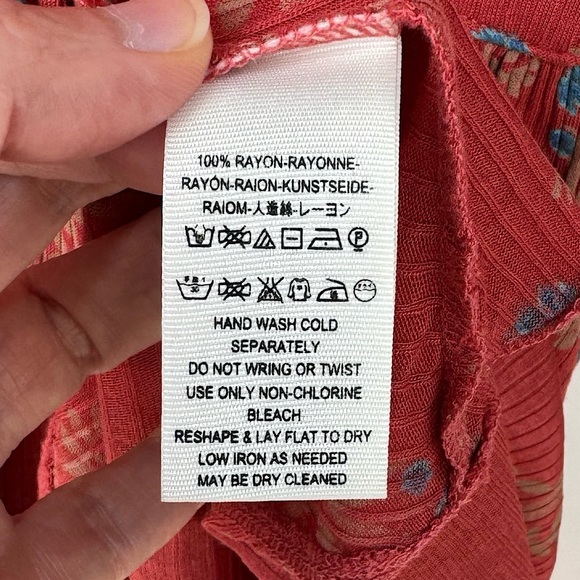 100% RAYON-RAYONNE-
RAYÓN-RAION-KUNSTSEIDE-
RAIOM-人造絲-レーヨン
HAND WASH COLD
SEPARATELY
DO NOT WRING OR TWIST
USE ONLY NON-CHLORINE
BLEACH
RESHAPE & LAY FLAT TO DRY
LOW IRON AS NEEDED
MAY BE DRY CLEANED